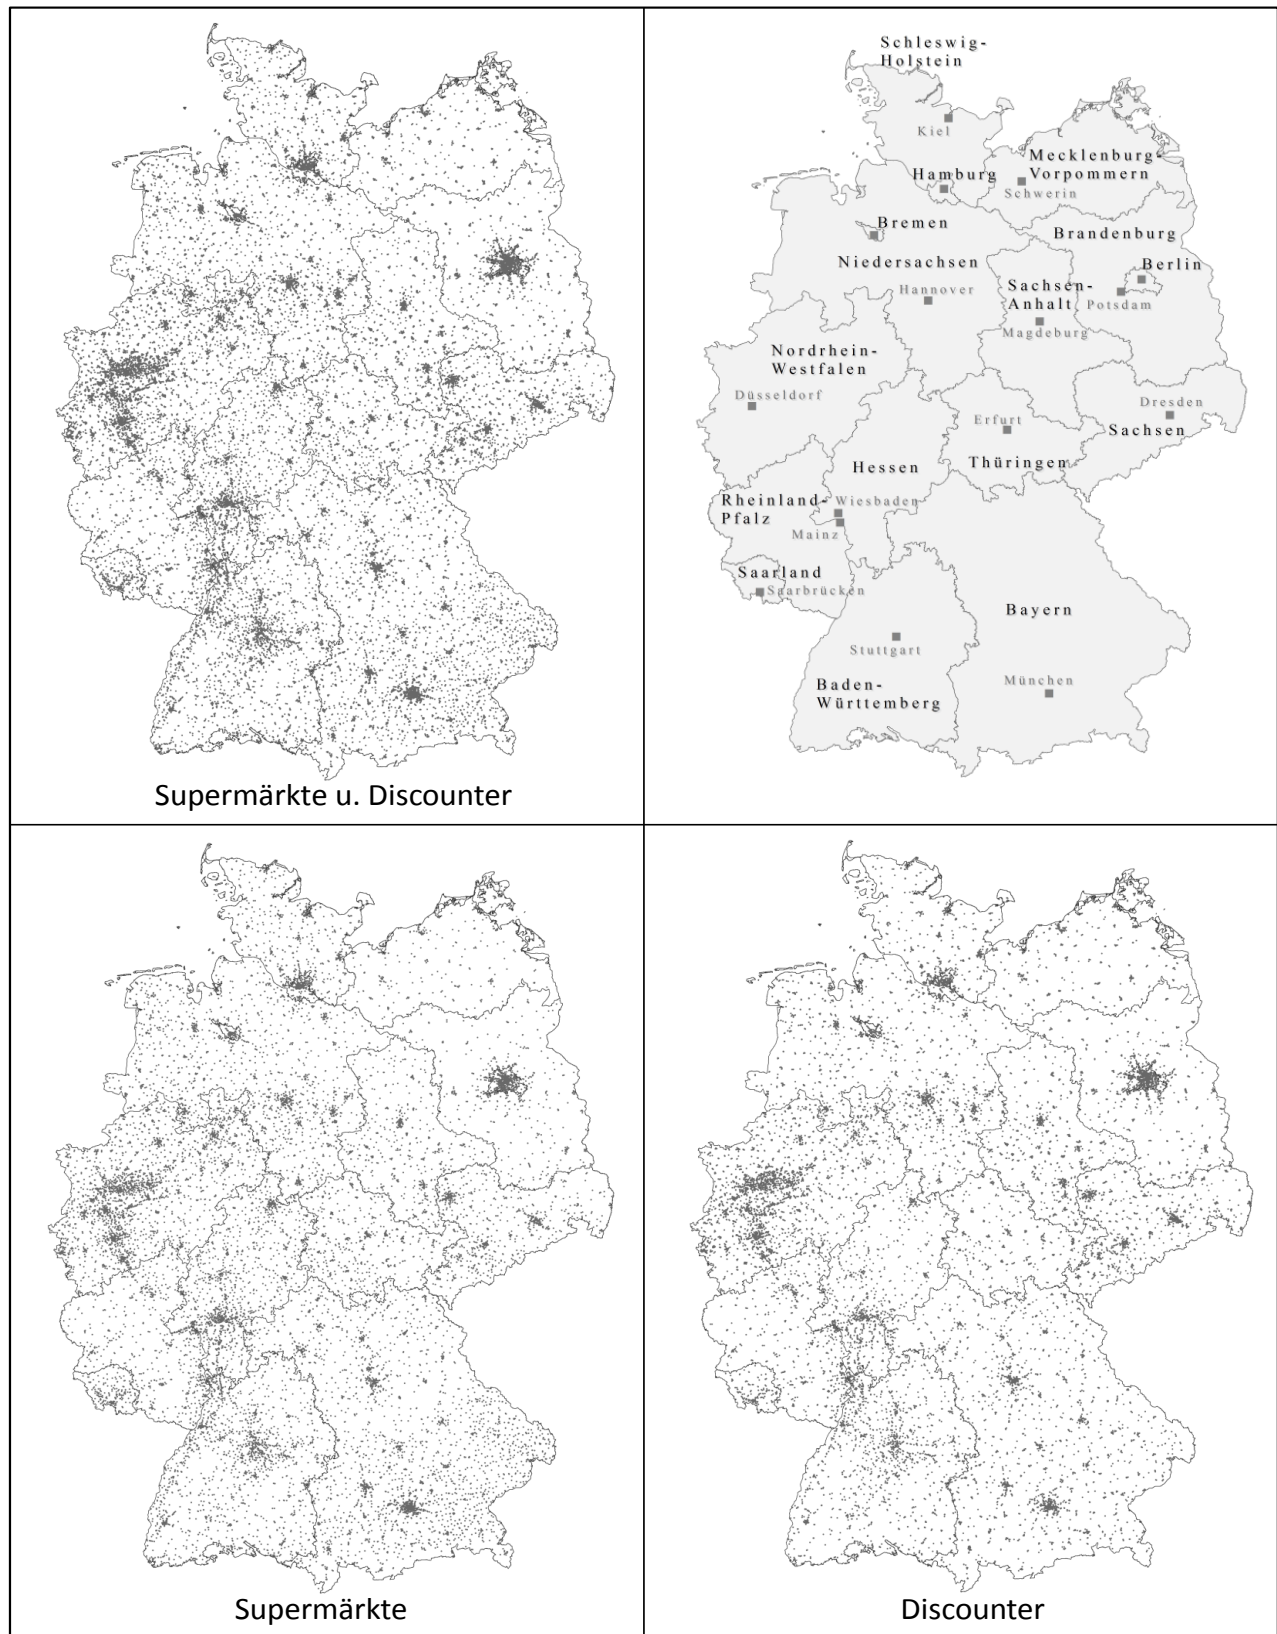 Supermärkte u. Discounter
Schleswig-
Holstein
Kiel
Mecklenburg-
Vorpommern
Hamburg
Schwerin
Bremen
Brandenburg
Niedersachsen
Berlin
Hannover
Sachsen-
Anhalt
Potsdam
Magdeburg
Nordrhein-
Westfalen
Düsseldorf
Dresden
Erfurt
Sachsen
Hessen
Thüringen
Rheinland-
Pfalz
Wiesbaden
Mainz
Saarland
Saarbrücken
Bayern
Stuttgart
München
Baden-
Württemberg
Supermärkte
Discounter